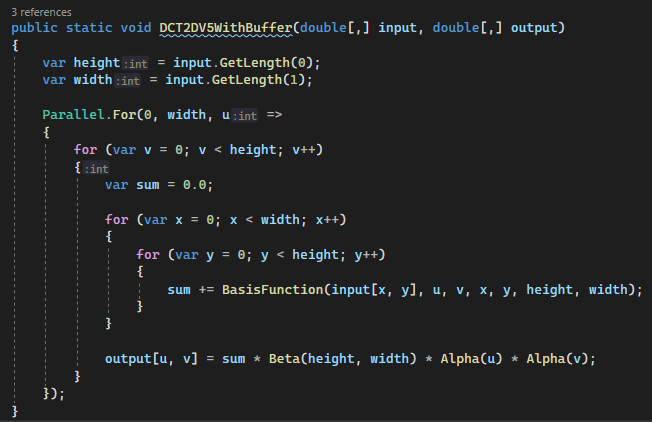 3 references
public static void DCT2DV5WithBuffer(double[,] input, double[,] output)
{
    var height:int = input.GetLength(0);
    var width:int = input.GetLength(1);
    Parallel.For(0, width, u:int =>
    {
        for (var v = 0; v < height; v++)
        {:int
            var sum = 0.0;
            for (var x = 0; x < width; x++)
            {
                for (var y = 0; y < height; y++)
                {
                    sum += BasisFunction(input[x, y], u, v, x, y, height, width);
                }
            }
            output[u, v] = sum * Beta(height, width) * Alpha(u) * Alpha(v);
        }
    });
}